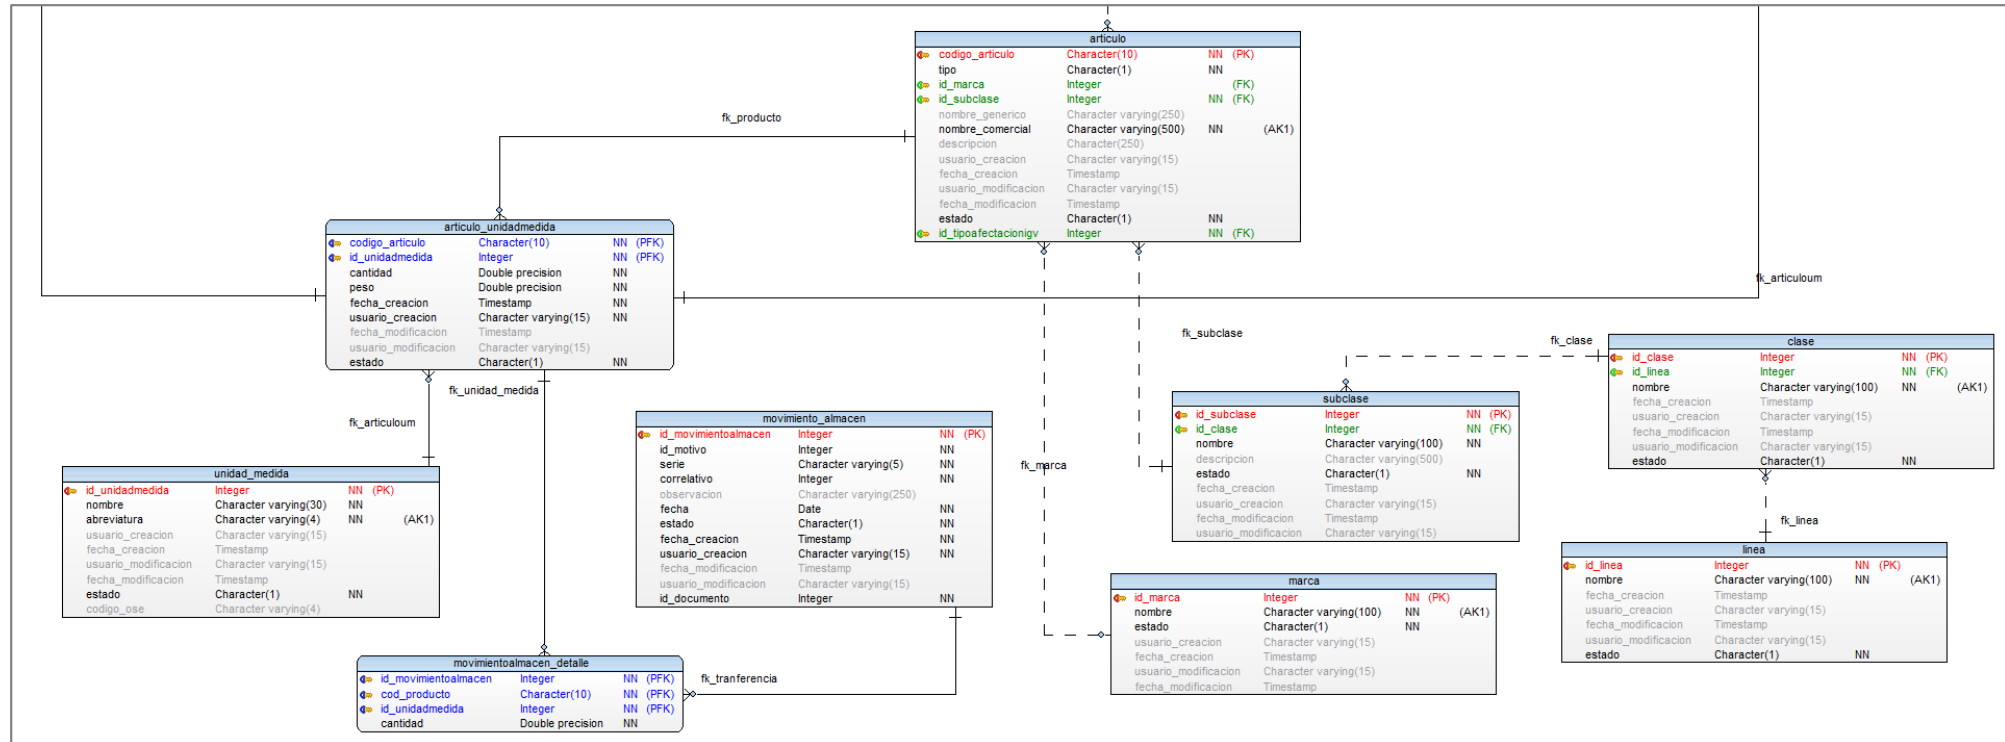 articulo
codigo_articulo Character(10) NN (PK)
tipo Character(1) NN
id_marca Integer (FK)
id_subclase Integer NN (FK)
nombre_generico Character varying(250)
nombre_comercial Character varying(500) NN (AK1)
descripcion Character(250)
usuario_creacion Character varying(15)
fecha_creacion Timestamp
usuario_modificacion Character varying(15)
fecha_modificacion Timestamp
estado Character(1) NN
id_tipoafectacionigv Integer NN (FK)
fk_producto
articulo_unidadmedida
codigo_articulo Character(10) NN (PFK)
id_unidadmedida Integer NN (PFK)
cantidad Double precision NN
peso Double precision NN
fecha_creacion Timestamp NN
usuario_creacion Character varying(15) NN
fecha_modificacion Timestamp
usuario_modificacion Character varying(15)
estado Character(1) NN
fk_articuloum
fk_subclase
fk_clase
clase
id_clase Integer NN (PK)
id_linea Integer NN (FK)
nombre Character varying(100) NN (AK1)
fecha_creacion Timestamp
usuario_creacion Character varying(15)
fecha_modificacion Timestamp
usuario_modificacion Character varying(15)
estado Character(1) NN
fk_unidad_medida
fk_articuloum
subclase
id_subclase Integer NN (PK)
id_clase Integer NN (FK)
nombre Character varying(100) NN
descripcion Character varying(500)
estado Character(1) NN
fecha_creacion Timestamp
usuario_creacion Character varying(15)
fecha_modificacion Timestamp
usuario_modificacion Character varying(15)
movimiento_almacen
id_movimientoalmacen Integer NN (PK)
id_motivo Integer NN
serie Character varying(5) NN
correlativo Integer NN
observacion Character varying(250)
fecha Date NN
estado Character(1) NN
fecha_creacion Timestamp NN
usuario_creacion Character varying(15) NN
fecha_modificacion Timestamp
usuario_modificacion Character varying(15)
id_documento Integer NN
fk_marca
unidad_medida
id_unidadmedida Integer NN (PK)
nombre Character varying(30) NN
abreviatura Character varying(4) NN (AK1)
usuario_creacion Character varying(15)
fecha_creacion Timestamp
usuario_modificacion Character varying(15)
fecha_modificacion Timestamp
estado Character(1) NN
codigo_ose Character varying(4)
fk_linea
linea
id_linea Integer NN (PK)
nombre Character varying(100) NN (AK1)
fecha_creacion Timestamp
usuario_creacion Character varying(15)
fecha_modificacion Timestamp
usuario_modificacion Character varying(15)
estado Character(1) NN
marca
id_marca Integer NN (PK)
nombre Character varying(100) NN (AK1)
estado Character(1) NN
usuario_creacion Character varying(15)
fecha_creacion Timestamp
usuario_modificacion Character varying(15)
fecha_modificacion Timestamp
movimientoalmacen_detalle
id_movimientoalmacen Integer NN (PFK)
cod_producto Character(10) NN (PFK)
id_unidadmedida Integer NN (PFK)
cantidad Double precision NN
fk_tranferencia